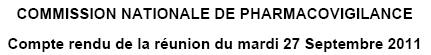 COMMISSION NATIONALE DE PHARMACOVIGILANCE
Compte rendu de la réunion du mardi 27 Septembre 2011